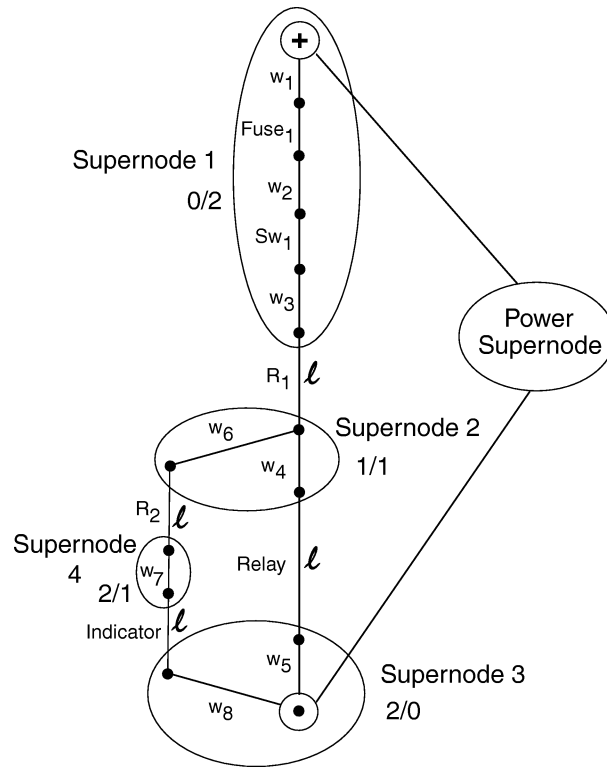 +
w1
Fuse1
Supernode 1
0/2
w2
Sw1
w3
Power
Supernode
R1 ℓ
w6
Supernode 2
1/1
w4
R2 ℓ
Supernode
4
2/1
w7
Relay ℓ
Indicator ℓ
w5
Supernode 3
2/0
w8